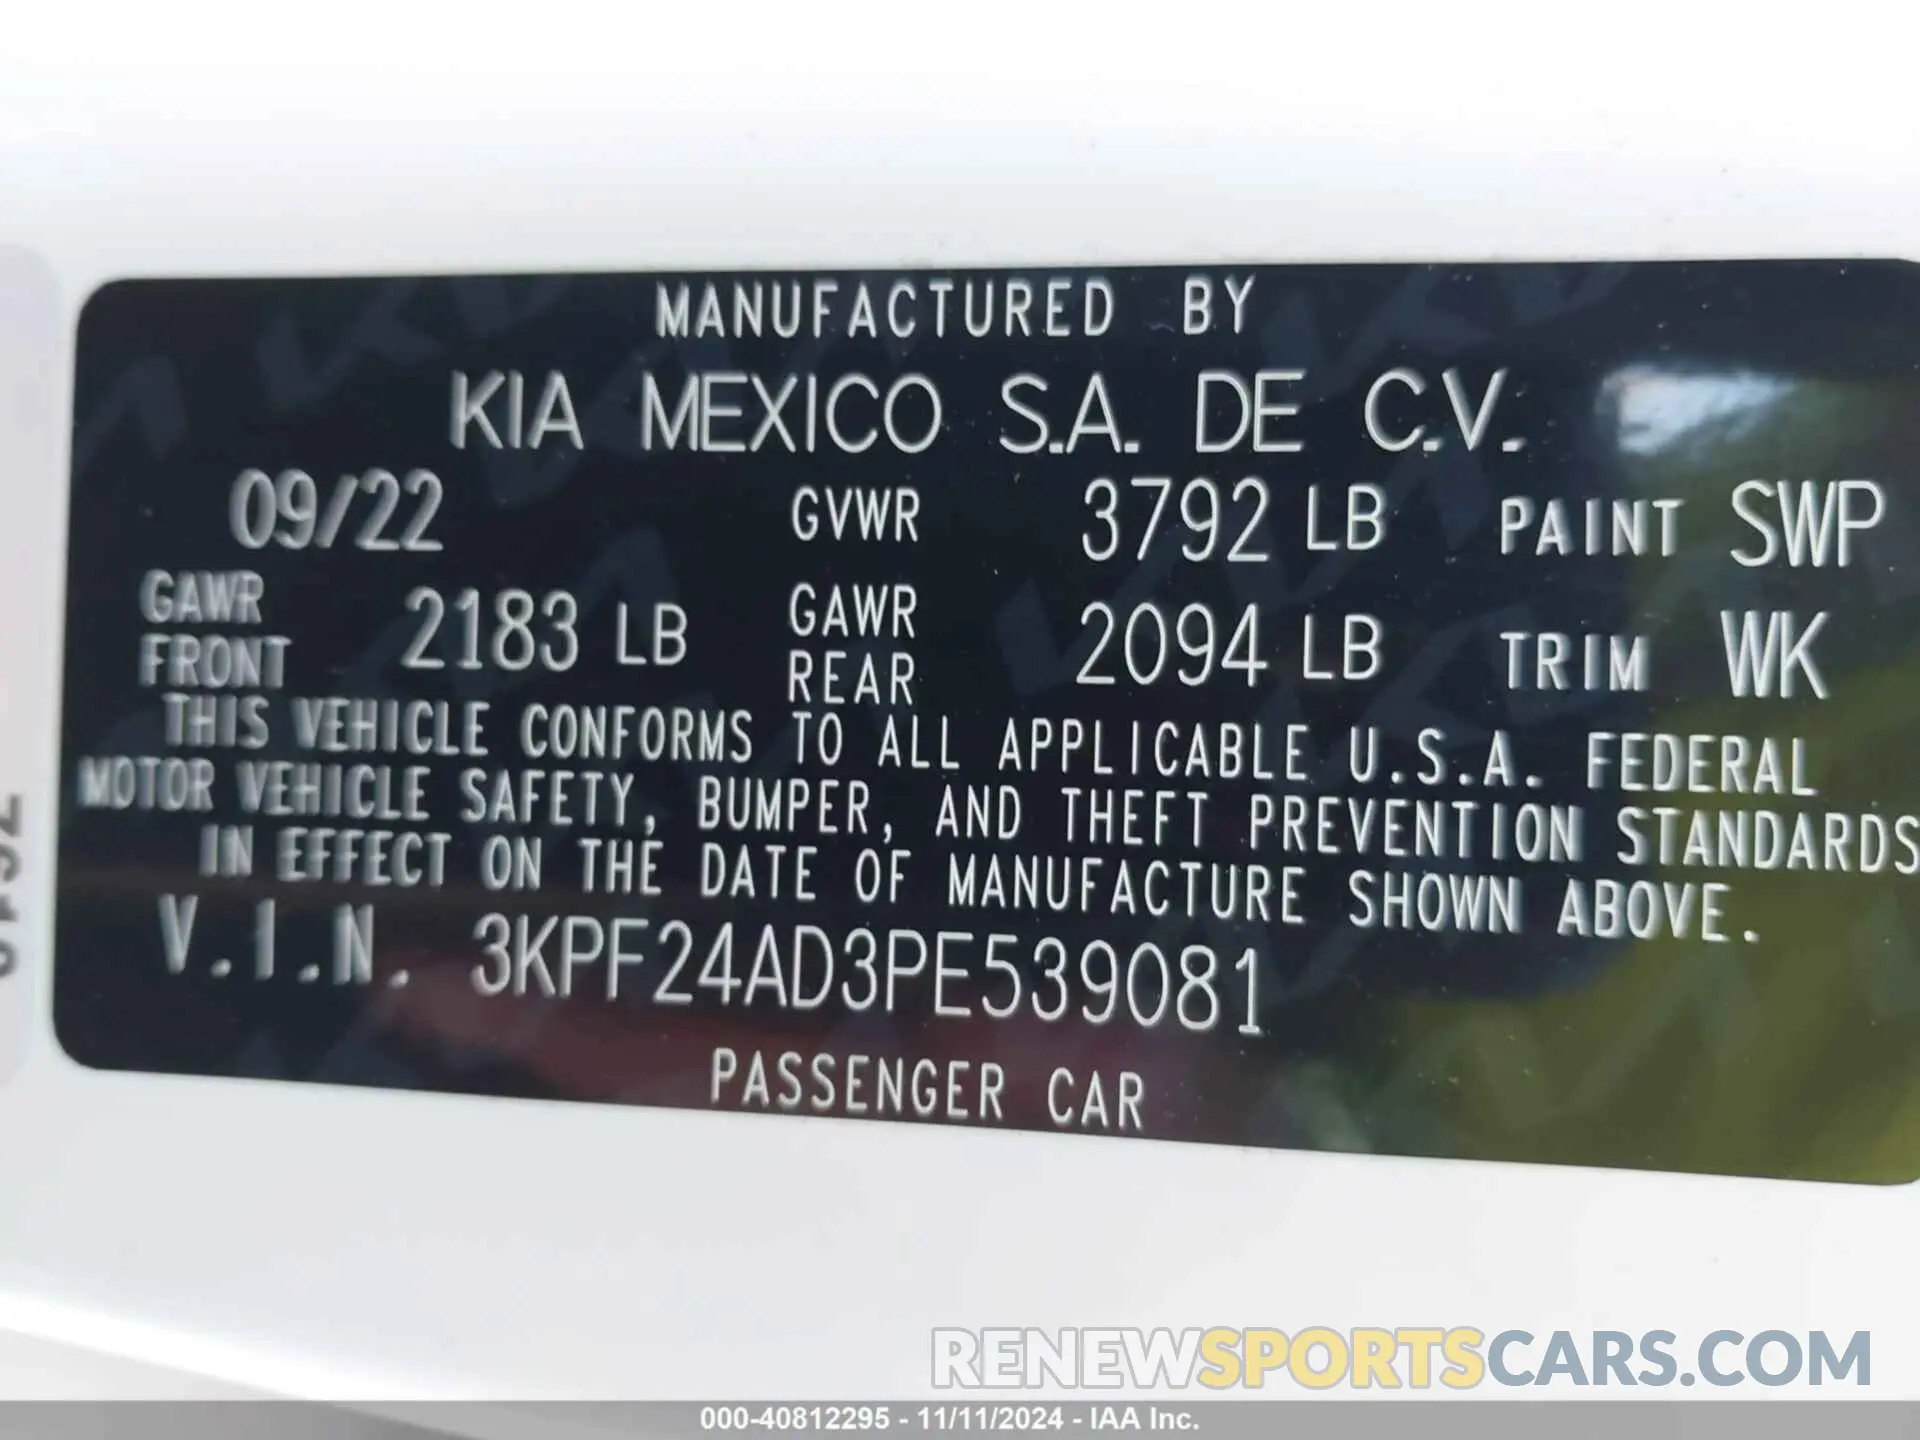 MANUFACTURED BY
KIA MEXICO S.A. DE C.V.
09/22 GVWR 3792 LB PAINT SWP
GAWR FRONT 2183 LB GAWR REAR 2094 LB TRIM WK
THIS VEHICLE CONFORMS TO ALL APPLICABLE U.S.A. FEDERAL
MOTOR VEHICLE SAFETY, BUMPER, AND THEFT PREVENTION STANDARDS
IN EFFECT ON THE DATE OF MANUFACTURE SHOWN ABOVE.
V.I.N. 3KPF24AD3PE539081
PASSENGER CAR
RENEWSPORTSCARS.COM
000-40812295 - 11/11/2024 - IAA Inc.